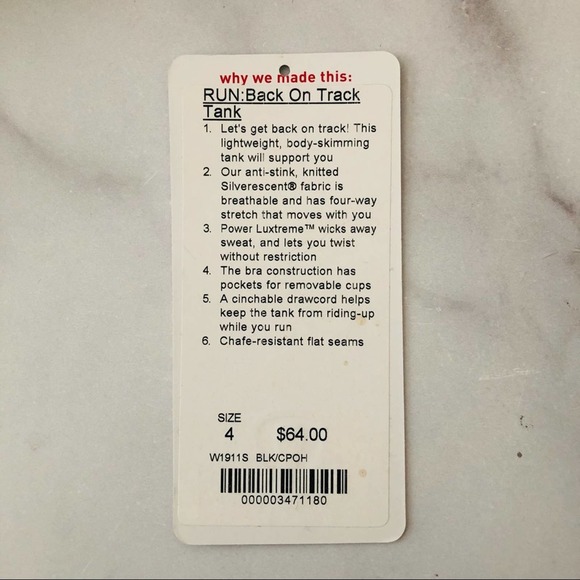 why we made this:
RUN:Back On Track
Tank
1. Let's get back on track! This
lightweight, body-skimming
tank will support you
2. Our anti-stink, knitted
Silverescent® fabric is
breathable and has four-way
stretch that moves with you
3. Power Luxtreme™ wicks away
sweat, and lets you twist
without restriction
4. The bra construction has
pockets for removable cups
5. A cinchable drawcord helps
keep the tank from riding-up
while you run
6. Chafe-resistant flat seams
SIZE
4 $64.00
W1911S BLK/CPOH
000003471180